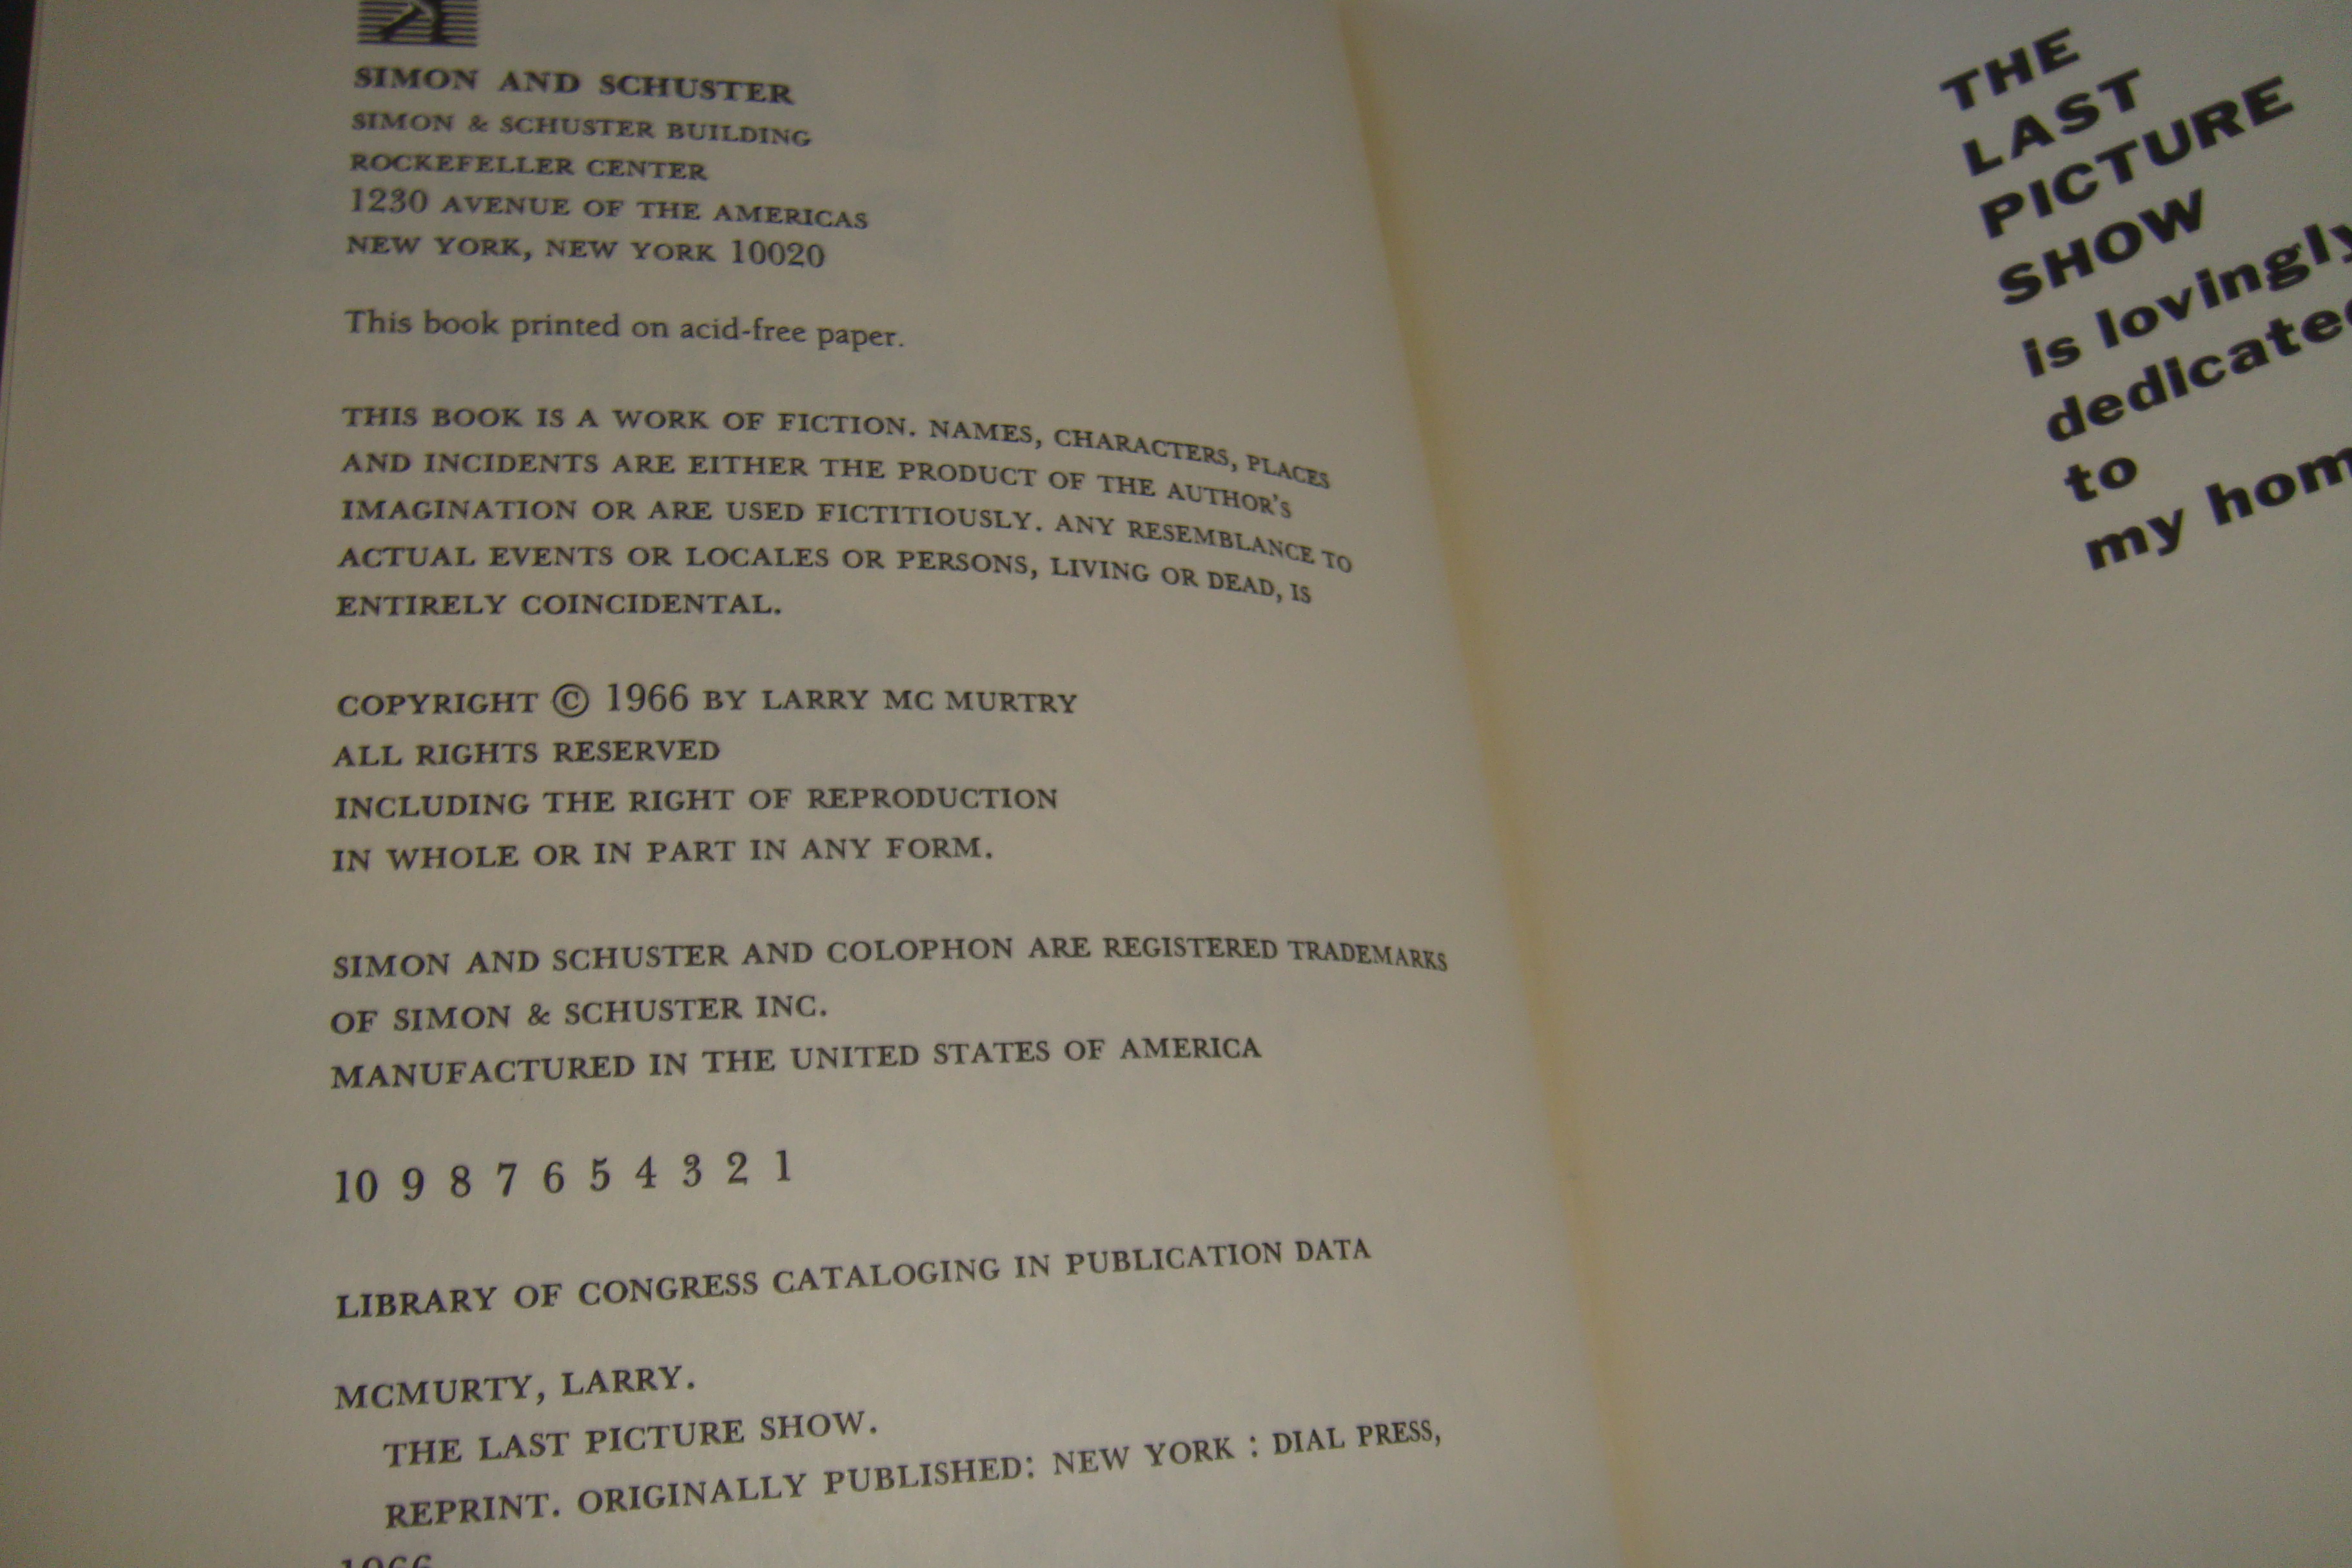 SIMON AND SCHUSTER
SIMON & SCHUSTER BUILDING
ROCKEFELLER CENTER
1230 AVENUE OF THE AMERICAS
NEW YORK, NEW YORK 10020
This book printed on acid-free paper.
THIS BOOK IS A WORK OF FICTION. NAMES, CHARACTERS, PLACES
AND INCIDENTS ARE EITHER THE PRODUCT OF THE AUTHOR'S
IMAGINATION OR ARE USED FICTITIOUSLY. ANY RESEMBLANCE TO
ACTUAL EVENTS OR LOCALES OR PERSONS, LIVING OR DEAD, IS
ENTIRELY COINCIDENTAL.
COPYRIGHT © 1966 BY LARRY MC MURTRY
ALL RIGHTS RESERVED
INCLUDING THE RIGHT OF REPRODUCTION
IN WHOLE OR IN PART IN ANY FORM.
SIMON AND SCHUSTER AND COLOPHON ARE REGISTERED TRADEMARKS
OF SIMON & SCHUSTER INC.
MANUFACTURED IN THE UNITED STATES OF AMERICA
10 9 8 7 6 5 4 3 2 1
LIBRARY OF CONGRESS CATALOGING IN PUBLICATION DATA
MCMURTY, LARRY.
THE LAST PICTURE SHOW.
REPRINT. ORIGINALLY PUBLISHED: NEW YORK : DIAL PRESS,
1966
THE
LAST
PICTURE
SHOW
is lovingly
dedicated
to
my hom